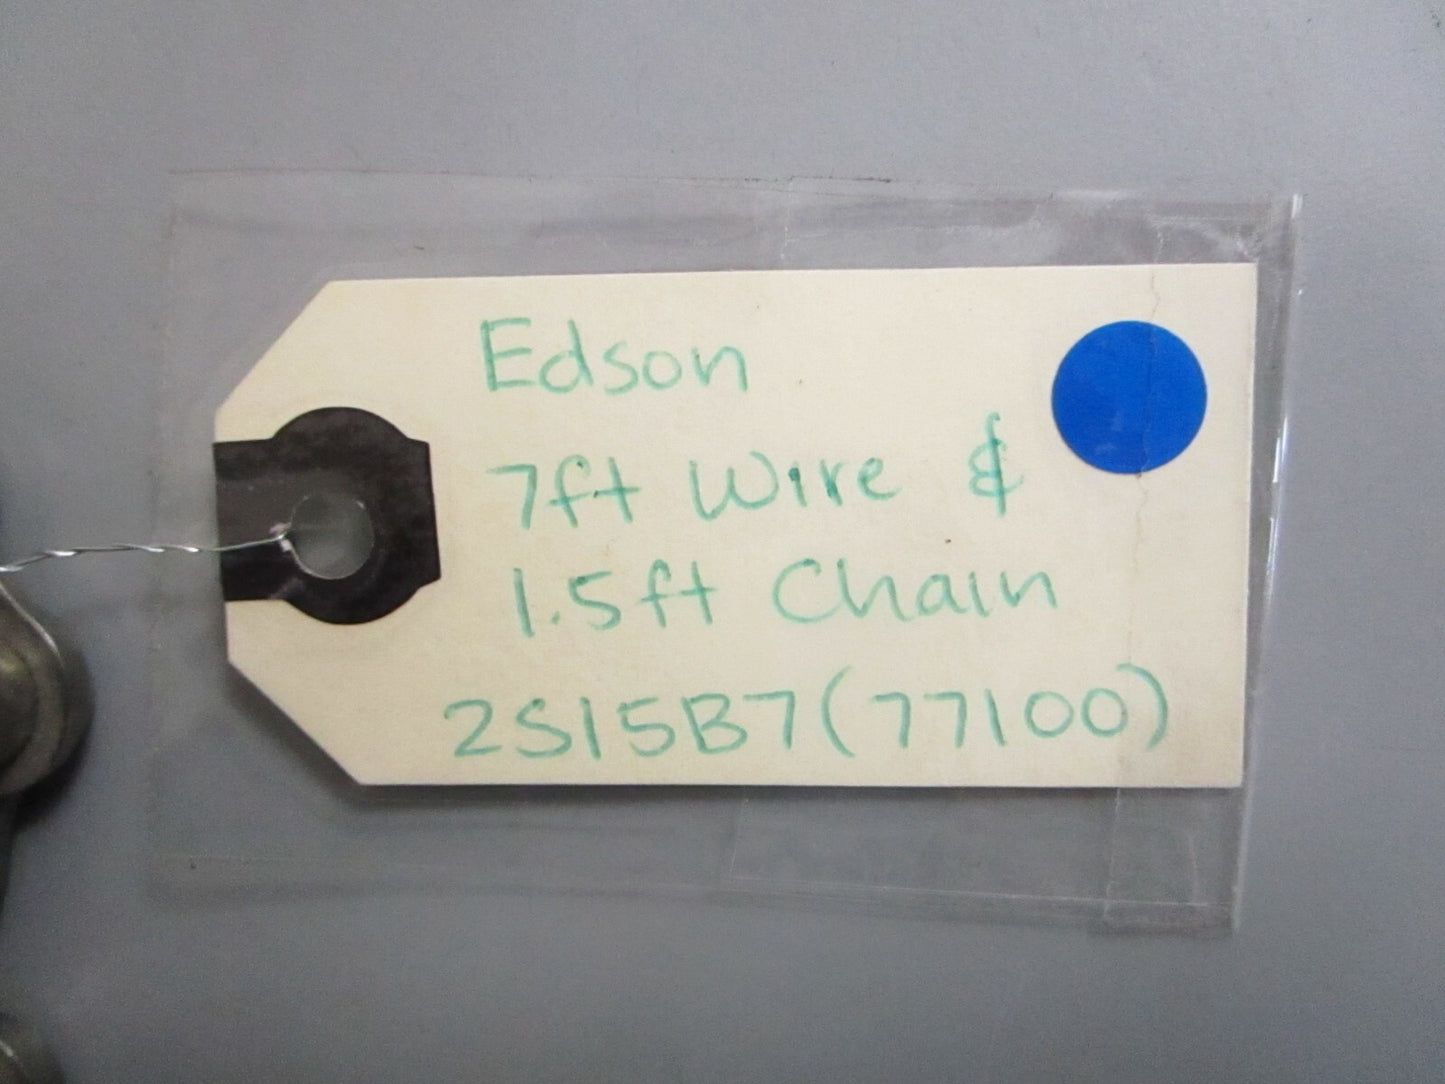 Edson
7ft Wire &
1.5ft Chain
2S15B7(77100)